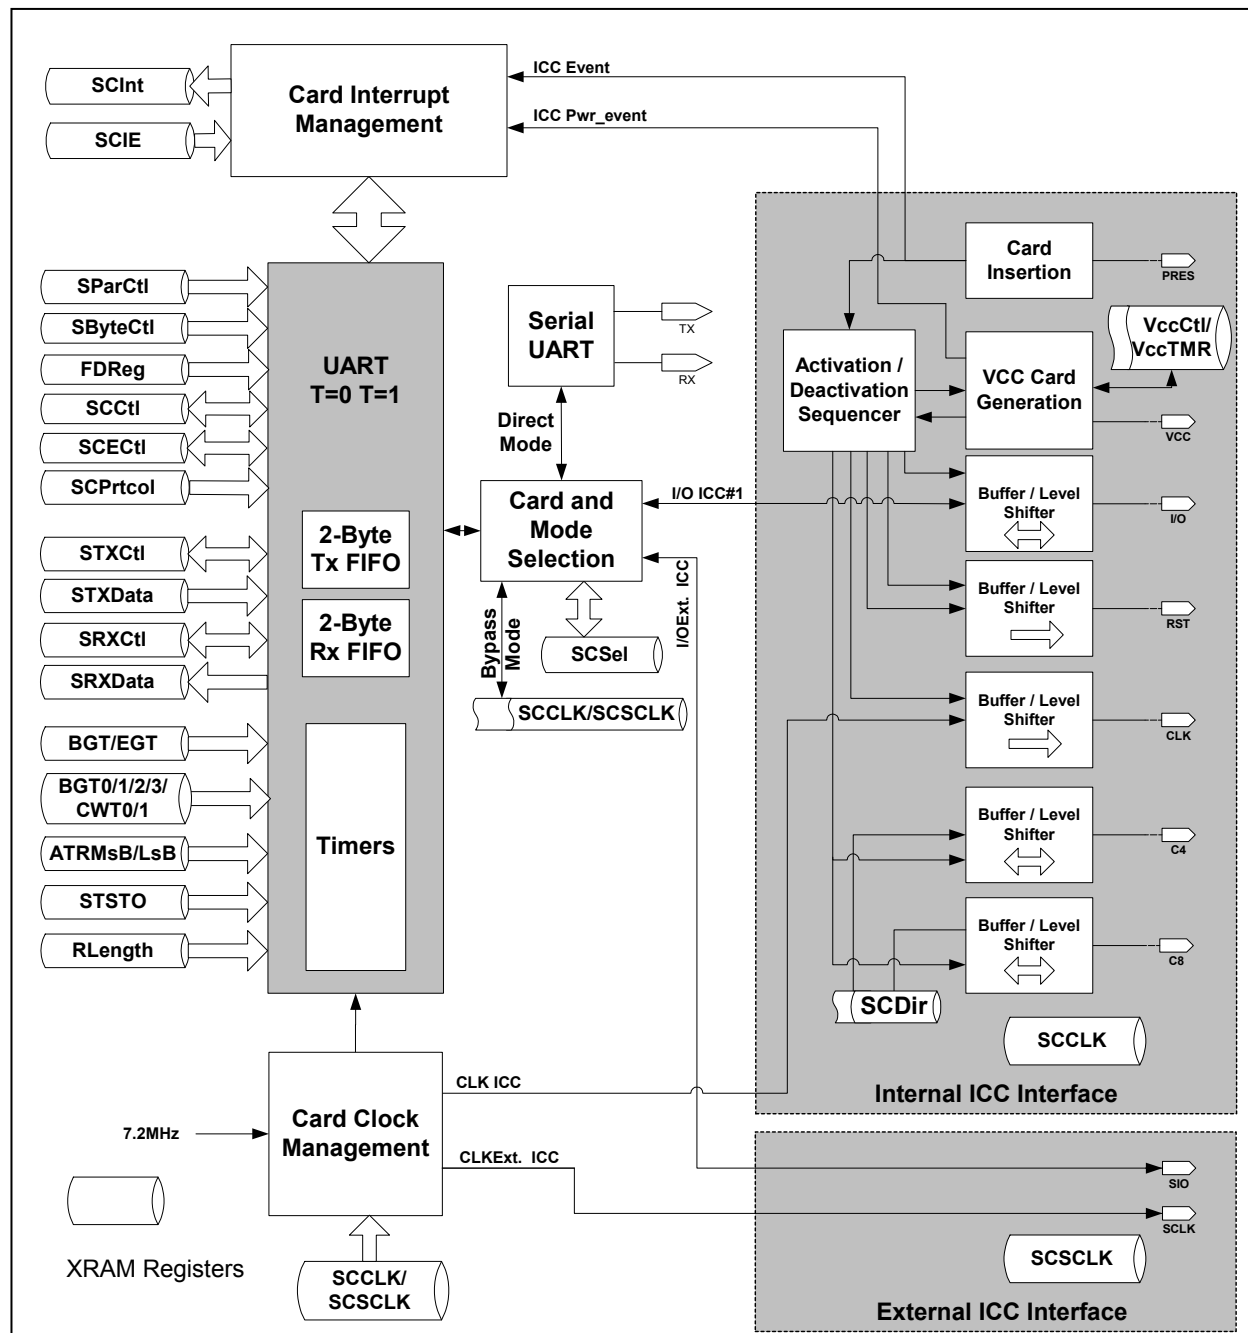 SCInt
SCIE
Card Interrupt
Management
ICC Event
ICC Pwr_event
SParCtl
SByteCtl
FDReg
SCCtl
SCECtl
SCPrtcol
STXCtl
STXData
SRXCtl
SRXData
BGT/EGT
BGT0/1/2/3/
CWT0/1
ATRMsB/LsB
STSTO
RLength
UART
T=0 T=1
2-Byte
Tx FIFO
2-Byte
Rx FIFO
Timers
Serial
UART
TX
RX
Direct
Mode
Card and
Mode
Selection
I/O ICC#1
I/OExt. ICC
Bypass
Mode
SCSel
SCCLK/SCSCLK
Card
Insertion
PRES
VccCtl/
VccTMR
Activation /
Deactivation
Sequencer
VCC Card
Generation
VCC
Buffer / Level
Shifter
I/O
Buffer / Level
Shifter
RST
Buffer / Level
Shifter
CLK
Buffer / Level
Shifter
C4
Buffer / Level
Shifter
C8
SCDir
SCCLK
Internal ICC Interface
7.2MHz
Card Clock
Management
CLK ICC
CLKExt. ICC
SIO
SCLK
SCSCLK
External ICC Interface
XRAM Registers
SCCLK/
SCSCLK